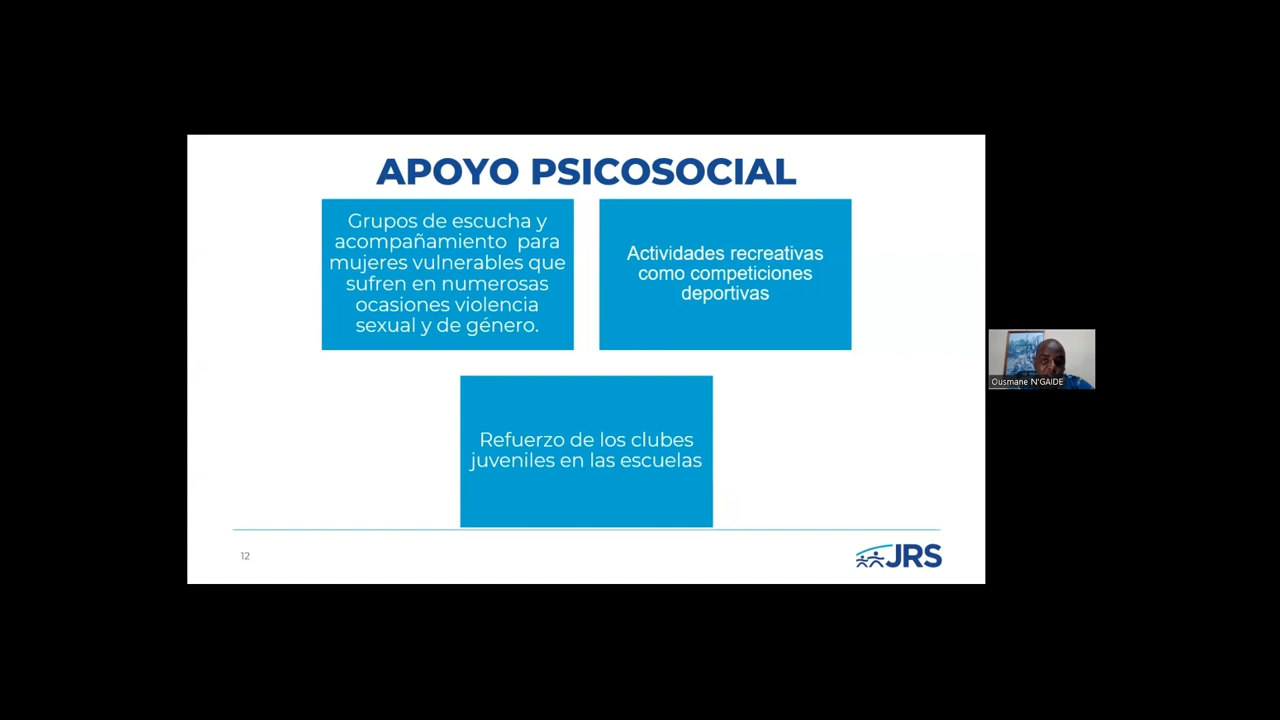 APOYO PSICOSOCIAL
Grupos de escucha y
acompañamiento para
mujeres vulnerables que
sufren en numerosas
ocasiones violencia
sexual y de género.
Actividades recreativas
como competiciones
deportivas
Refuerzo de los clubes
juveniles en las escuelas
Ousmane N'GAIDE
12
JRS